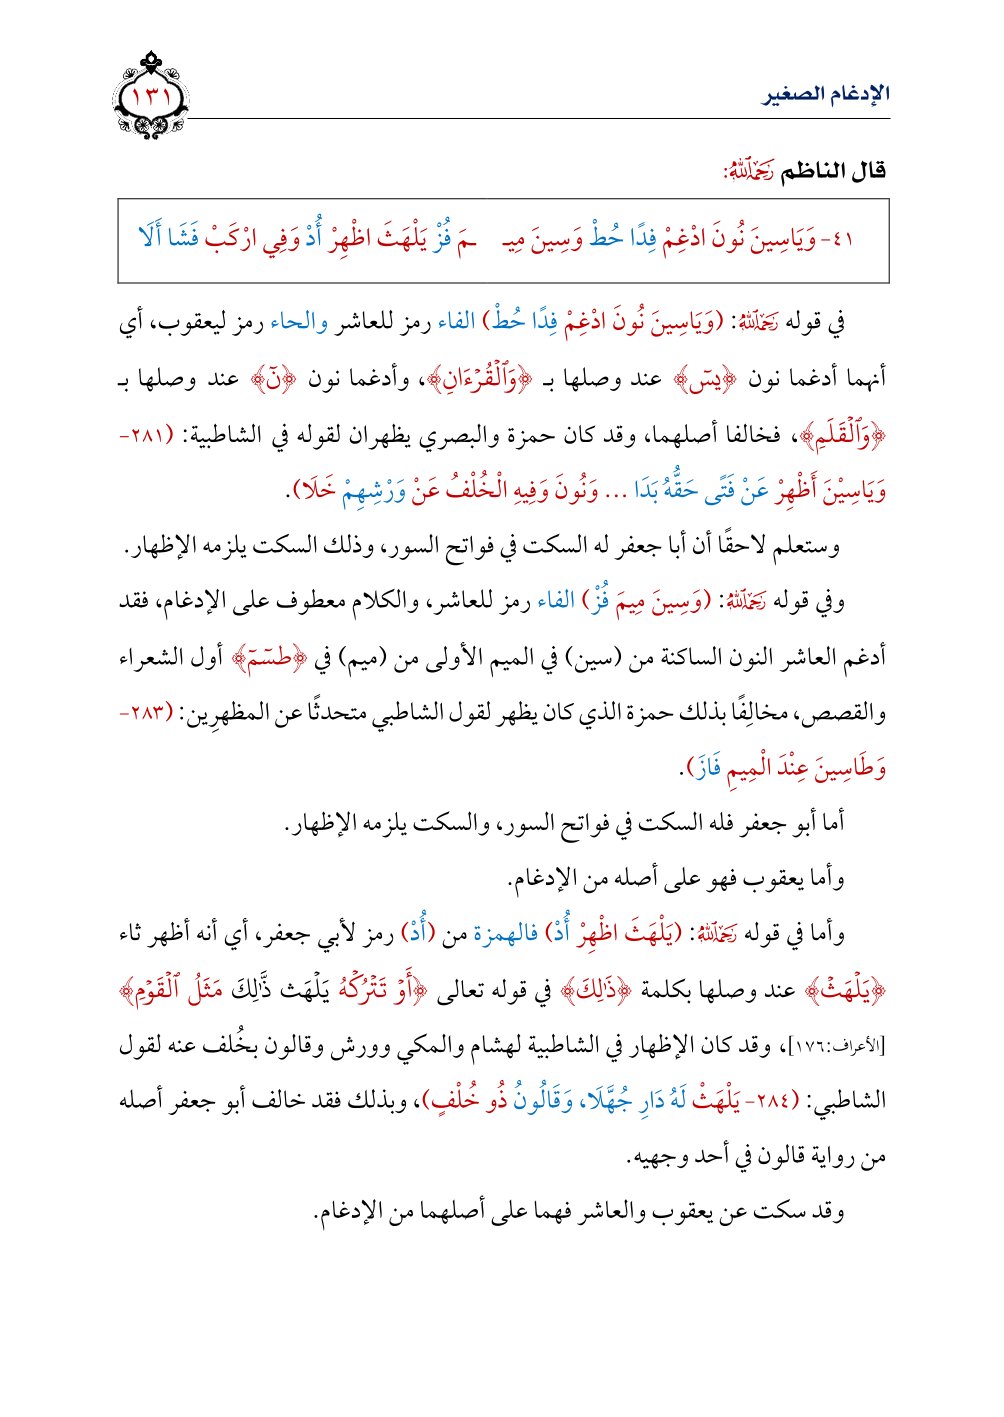 الإدغام الصغير
١٣١
قال الناظم رَحِمَهُ ٱللَّهُ:
٤١- وَيَاسِينَ نُونَ ادْغِمْ فِدًا حُطْ وَسِينَ مِيـ ـمَ فُزْ يَلْهَثَ اظْهِرْ أُدْ وَفِي ارْكَبْ فَشَا أَلَا
في قوله رَحِمَهُ ٱللَّهُ: (وَيَاسِينَ نُونَ ادْغِمْ فِدًا حُطْ) الفاء رمز للعاشر والحاء رمز ليعقوب، أي
أنهما أدغما نون ﴿يسٓ﴾ عند وصلها بـ ﴿وَٱلْقُرْءَانِ﴾، وأدغما نون ﴿نٓ﴾ عند وصلها بـ
﴿وَٱلْقَلَمِ﴾، فخالفا أصلهما، وقد كان حمزة والبصري يظهران لقوله في الشاطبية: (٢٨١-
وَيَاسِيْنَ أَظْهِرْ عَنْ فَتًى حَقُّهُ بَدَا ... وَنُونَ وَفِيهِ الْخُلْفُ عَنْ وَرْشِهِمْ خَلَا).
وستعلم لاحقًا أن أبا جعفر له السكت في فواتح السور، وذلك السكت يلزمه الإظهار.
وفي قوله رَحِمَهُ ٱللَّهُ: (وَسِينَ مِيمَ فُزْ) الفاء رمز للعاشر، والكلام معطوف على الإدغام، فقد
أدغم العاشر النون الساكنة من (سين) في الميم الأولى من (ميم) في ﴿طسٓمٓ﴾ أول الشعراء
والقصص، مخالِفًا بذلك حمزة الذي كان يظهر لقول الشاطبي متحدثًا عن المظهرِين: (٢٨٣-
وَطَاسِينَ عِنْدَ الْمِيمِ فَازَ).
أما أبو جعفر فله السكت في فواتح السور، والسكت يلزمه الإظهار.
وأما يعقوب فهو على أصله من الإدغام.
وأما في قوله رَحِمَهُ ٱللَّهُ: (يَلْهَثَ اظْهِرْ أُدْ) فالهمزة من (أُدْ) رمز لأبي جعفر، أي أنه أظهر ثاء
﴿يَلْهَثْ﴾ عند وصلها بكلمة ﴿ذَٰلِكَ﴾ في قوله تعالى ﴿أَوْ تَتْرُكْهُ يَلْهَث ذَّٰلِكَ مَثَلُ ٱلْقَوْمِ﴾
[الأعراف:١٧٦]، وقد كان الإظهار في الشاطبية لهشام والمكي وورش وقالون بخُلف عنه لقول
الشاطبي: (٢٨٤- يَلْهَثْ لَهُ دَارِ جُهَّلَا، وَقَالُونُ ذُو خُلْفٍ)، وبذلك فقد خالف أبو جعفر أصله
من رواية قالون في أحد وجهيه.
وقد سكت عن يعقوب والعاشر فهما على أصلهما من الإدغام.